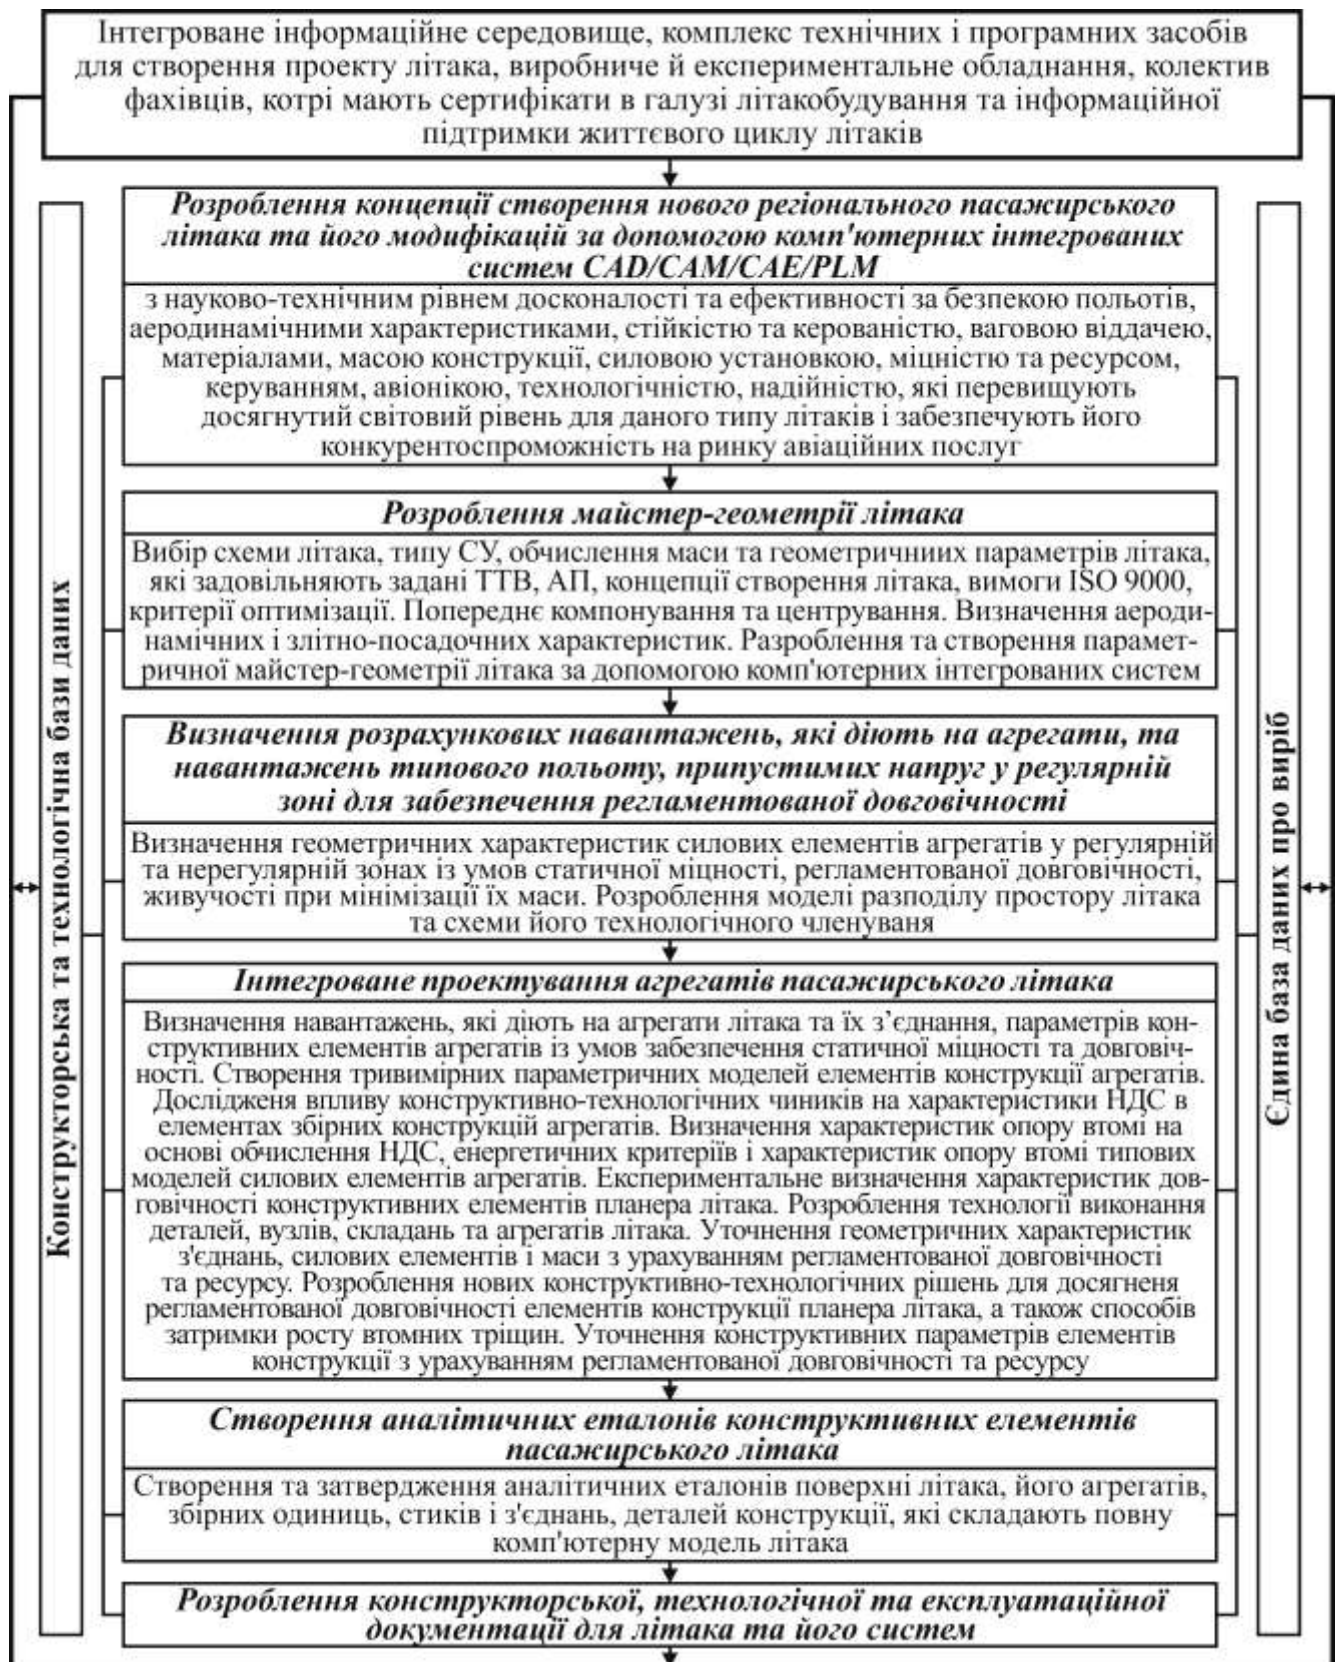 Інтегроване інформаційне середовище, комплекс технічних і програмних засобів
для створення проекту літака, виробниче й експериментальне обладнання, колектив
фахівців, котрі мають сертифікати в галузі літакобудування та інформаційної
підтримки життєвого циклу літаків
Конструкторська та технологічна бази даних
Розроблення концепції створення нового регіонального пасажирського
літака та його модифікацій за допомогою комп'ютерних інтегрованих
систем CAD/CAM/CAE/PLM
з науково-технічним рівнем досконалості та ефективності за безпекою польотів,
аеродинамічними характеристиками, стійкістю та керованістю, ваговою віддачею,
матеріалами, масою конструкції, силовою установкою, міцністю та ресурсом,
керуванням, авіонікою, технологічністю, надійністю, які перевищують
досягнутий світовий рівень для даного типу літаків і забезпечують його
конкурентоспроможність на ринку авіаційних послуг
Розроблення майстер-геометрії літака
Вибір схеми літака, типу СУ, обчислення маси та геометричниих параметрів літака,
які задовільняють задані ТТВ, АП, концепції створення літака, вимоги ISO 9000,
критерії оптимізації. Попереднє компонування та центрування. Визначення аероди-
намічних і злітно-посадочних характеристик. Разроблення та створення парамет-
ричної майстер-геометрії літака за допомогою комп'ютерних інтегрованих систем
Визначення розрахункових навантажень, які діють на агрегати, та
навантажень типового польоту, припустимих напруг у регулярній
зоні для забезпечення регламентованої довговічності
Визначення геометричних характеристик силових елементів агрегатів у регулярній
та нерегулярній зонах із умов статичної міцності, регламентованої довговічності,
живучості при мінімізації їх маси. Розроблення моделі разподілу простору літака
та схеми його технологічного членуваня
Інтегроване проектування агрегатів пасажирського літака
Визначення навантажень, які діють на агрегати літака та їх з’єднання, параметрів кон-
структивних елементів агрегатів із умов забезпечення статичної міцності та довговіч-
ності. Створення тривимірних параметричних моделей елементів конструкції агрегатів.
Дослідженя впливу конструктивно-технологічних чиників на характеристики НДС в
елементах збірних конструкцій агрегатів. Визначення характеристик опору втомі на
основі обчислення НДС, енергетичних критеріїв і характеристик опору втомі типових
моделей силових елементів агрегатів. Експериментальне визначення характеристик дов-
говічності конструктивних елементів планера літака. Розроблення технології виконання
деталей, вузлів, складань та агрегатів літака. Уточнення геометричних характеристик
з'єднань, силових елементів і маси з урахуванням регламентованої довговічності
та ресурсу. Розроблення нових конструктивно-технологічних рішень для досягненя
регламентованої довговічності елементів конструкції планера літака, а також способів
затримки росту втомних тріщин. Уточнення конструктивних параметрів елементів
конструкції з урахуванням регламентованої довговічності та ресурсу
Створення аналітичних еталонів конструктивних елементів
пасажирського літака
Створення та затвердження аналітичних еталонів поверхні літака, його агрегатів,
збірних одиниць, стиків і з'єднань, деталей конструкції, які складають повну
комп'ютерну модель літака
Розроблення конструкторської, технологічної та експлуатаційної
документації для літака та його систем
Єдина база даних про виріб